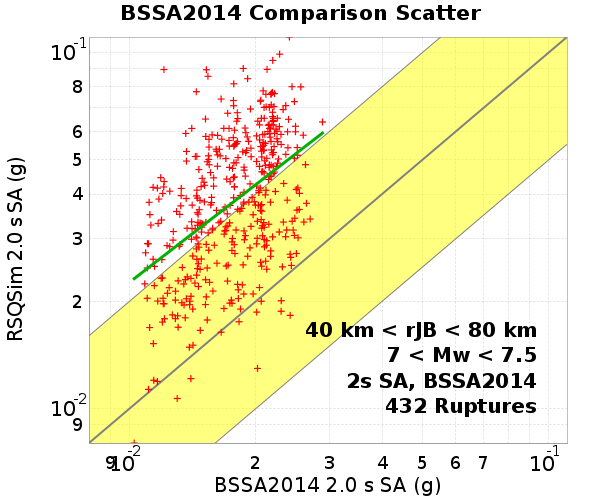 BSSA2014 Comparison Scatter
10⁻¹
8
6
5
4
3
2
10⁻²
9
RSQSim 2.0 s SA (g)
40 km < rJB < 80 km
7 < Mw < 7.5
2s SA, BSSA2014
432 Ruptures
9 10⁻² 2 3 4 5 6 7 10⁻¹
BSSA2014 2.0 s SA (g)